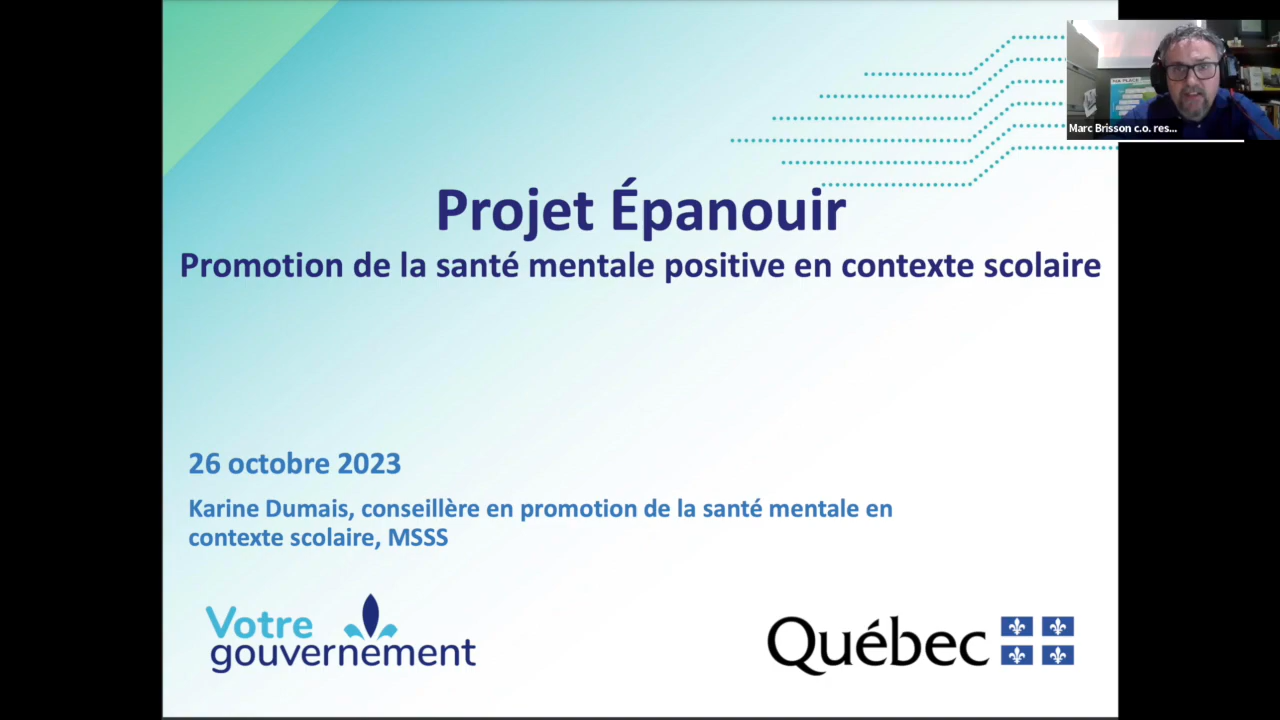 Projet Épanouir
Promotion de la santé mentale positive en contexte scolaire
26 octobre 2023
Karine Dumais, conseillère en promotion de la santé mentale en
contexte scolaire, MSSS
Votre
gouvernement
Québec
Marc Brisson c.o. res...